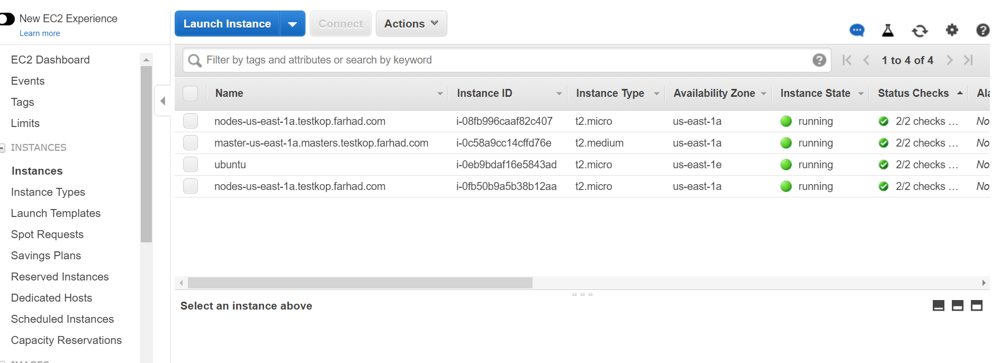 New EC2 Experience
Learn more
EC2 Dashboard
Events
Tags
Limits
INSTANCES
Instances
Instance Types
Launch Templates
Spot Requests
Savings Plans
Reserved Instances
Dedicated Hosts
Scheduled Instances
Capacity Reservations
IMAGES
Launch Instance Connect Actions
Filter by tags and attributes or search by keyword ? 1 to 4 of 4
Name Instance ID Instance Type Availability Zone Instance State Status Checks Ala
nodes-us-east-1a.testkop.farhad.com i-08fb996caaf82c407 t2.micro us-east-1a running 2/2 checks ... No
master-us-east-1a.masters.testkop.farhad.com i-0c58a9cc14cffd76e t2.medium us-east-1a running 2/2 checks ... No
ubuntu i-0eb9bdaf16e5843ad t2.micro us-east-1e running 2/2 checks ... No
nodes-us-east-1a.testkop.farhad.com i-0fb50b9a5b38b12aa t2.micro us-east-1a running 2/2 checks ... No
Select an instance above